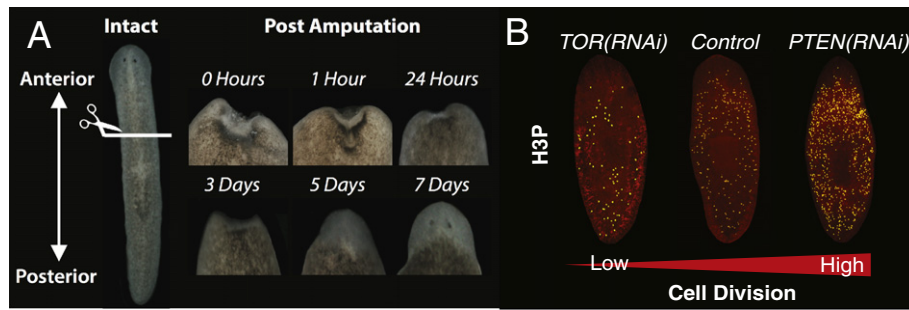 A
Intact
Anterior
Posterior
Post Amputation
0 Hours
1 Hour
24 Hours
3 Days
5 Days
7 Days
B
TOR(RNAi)
Control
PTEN(RNAi)
H3P
Low
High
Cell Division